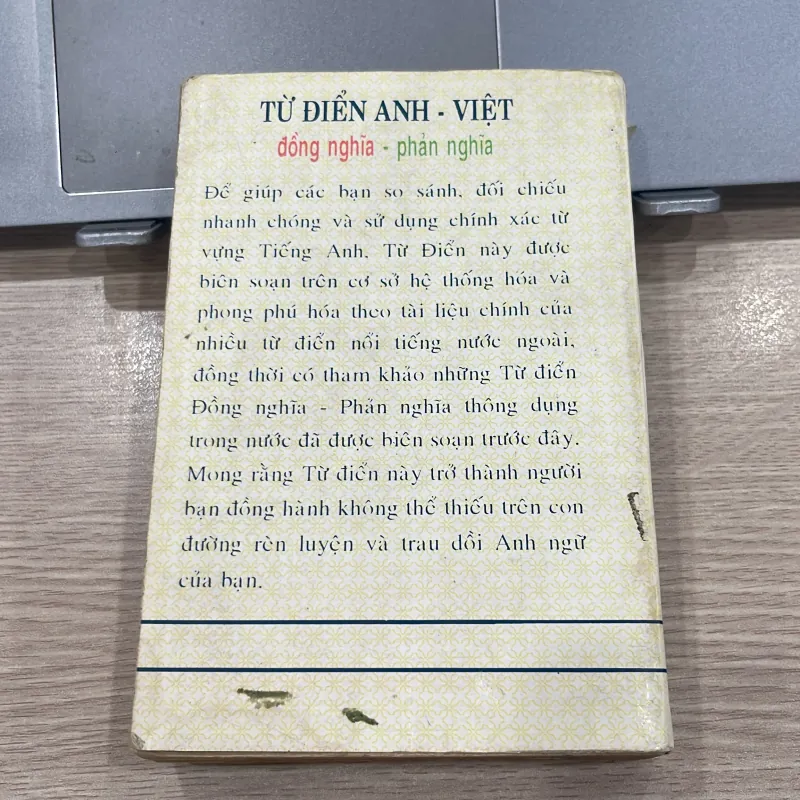 TỪ ĐIỂN ANH - VIỆT
đồng nghĩa - phản nghĩa
Để giúp các bạn so sánh, đối chiếu
nhanh chóng và sử dụng chính xác từ
vựng Tiếng Anh, Từ Điển này được
biên soạn trên cơ sở hệ thống hóa và
phong phú hóa theo tài liệu chính của
nhiều từ điển nổi tiếng nước ngoài,
đồng thời có tham khảo những Từ điển
Đồng nghĩa - Phản nghĩa thông dụng
trong nước đã được biên soạn trước đây.
Mong rằng Từ điển này trở thành người
bạn đồng hành không thể thiếu trên con
đường rèn luyện và trau dồi Anh ngữ
của bạn.